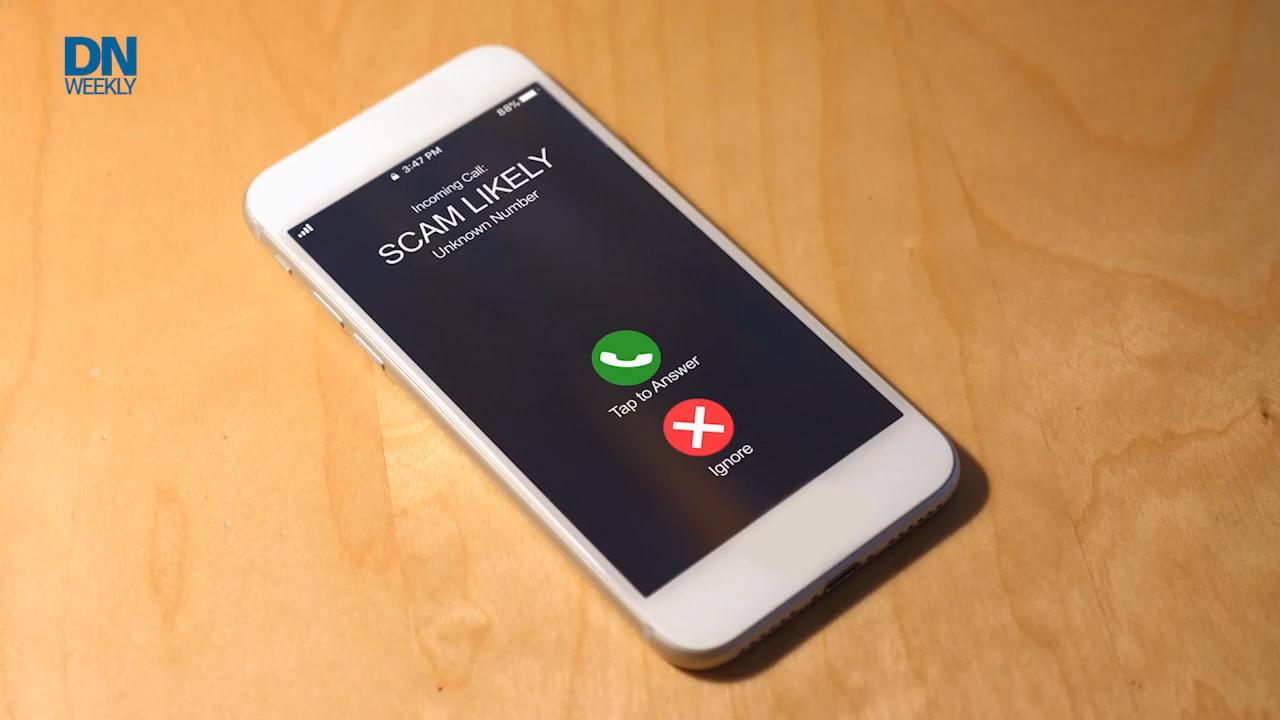 DN
WEEKLY
3:47 PM
88%
Incoming Call:
SCAM LIKELY
Unknown Number
Tap to Answer
Ignore